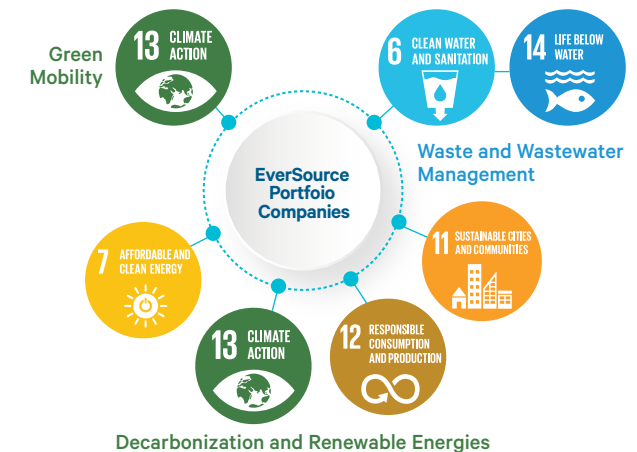 Green
Mobility
13 CLIMATE
ACTION
6 CLEAN WATER
AND SANITATION
14 LIFE BELOW
WATER
Waste and Wastewater
Management
EverSource
Portfoio
Companies
7 AFFORDABLE AND
CLEAN ENERGY
11 SUSTAINABLE CITIES
AND COMMUNITIES
13 CLIMATE
ACTION
12 RESPONSIBLE
CONSUMPTION
AND PRODUCTION
Decarbonization and Renewable Energies